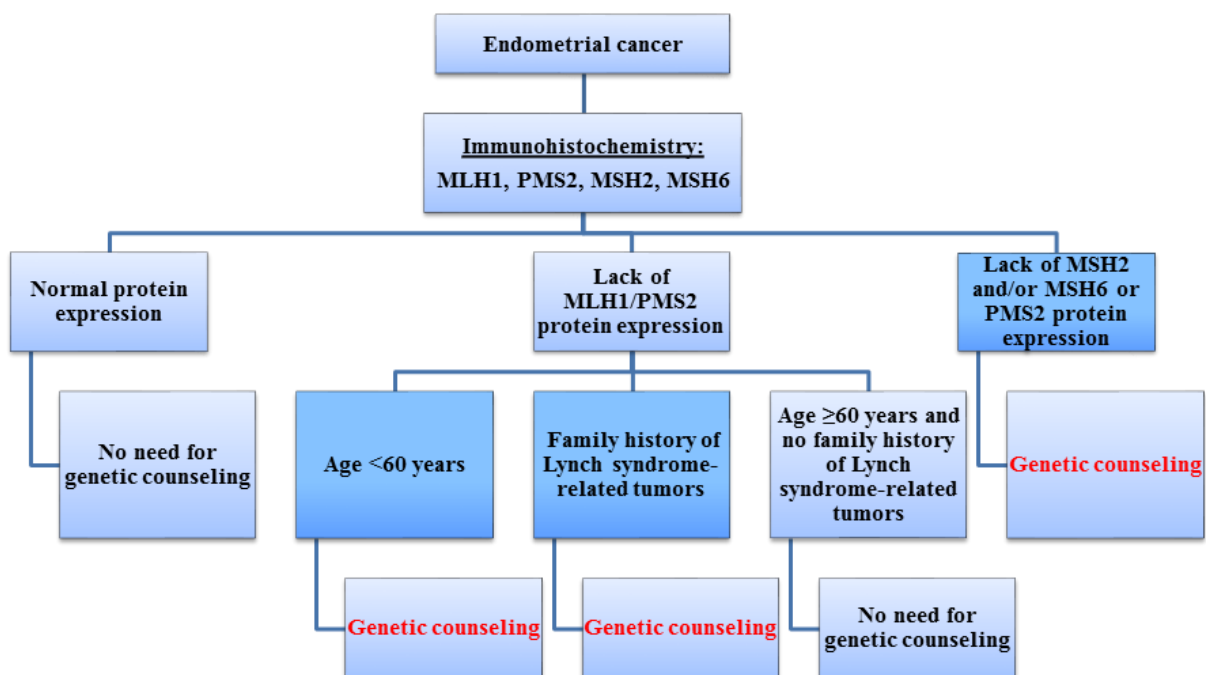 Endometrial cancer
Immunohistochemistry:
MLH1, PMS2, MSH2, MSH6
Normal protein
expression
Lack of
MLH1/PMS2
protein expression
Lack of MSH2
and/or MSH6 or
PMS2 protein
expression
No need for
genetic counseling
Age <60 years
Family history of
Lynch syndrome-
related tumors
Age ≥60 years and
no family history
of Lynch
syndrome-related
tumors
Genetic counseling
Genetic counseling
Genetic counseling
No need for
genetic counseling